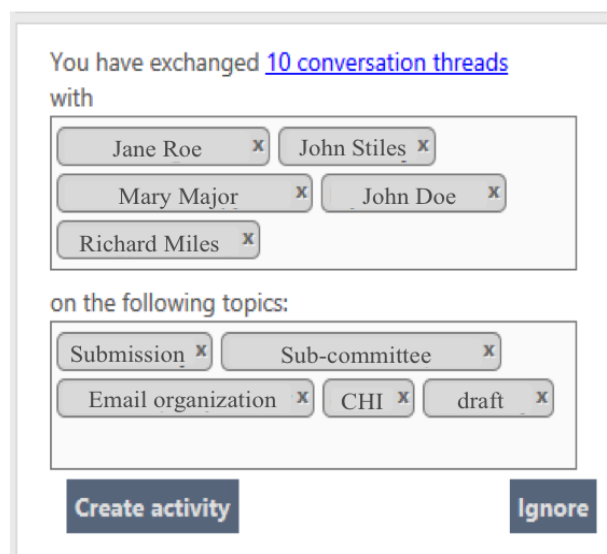 You have exchanged 10 conversation threads
with
Jane Roe x John Stiles x
Mary Major x John Doe x
Richard Miles x
on the following topics:
Submission x Sub-committee x
Email organization x CHI x draft x
Create activity Ignore